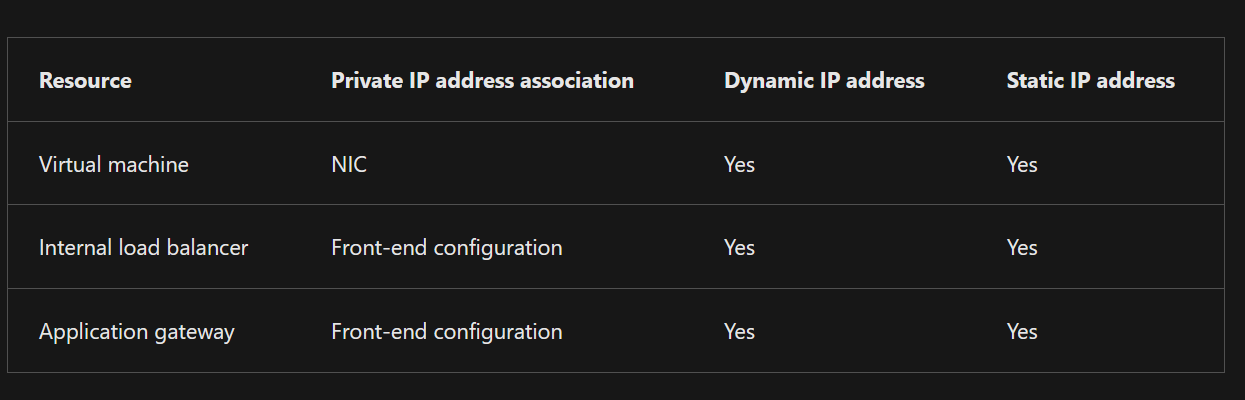 Resource Private IP address association Dynamic IP address Static IP address
Virtual machine NIC Yes Yes
Internal load balancer Front-end configuration Yes Yes
Application gateway Front-end configuration Yes Yes